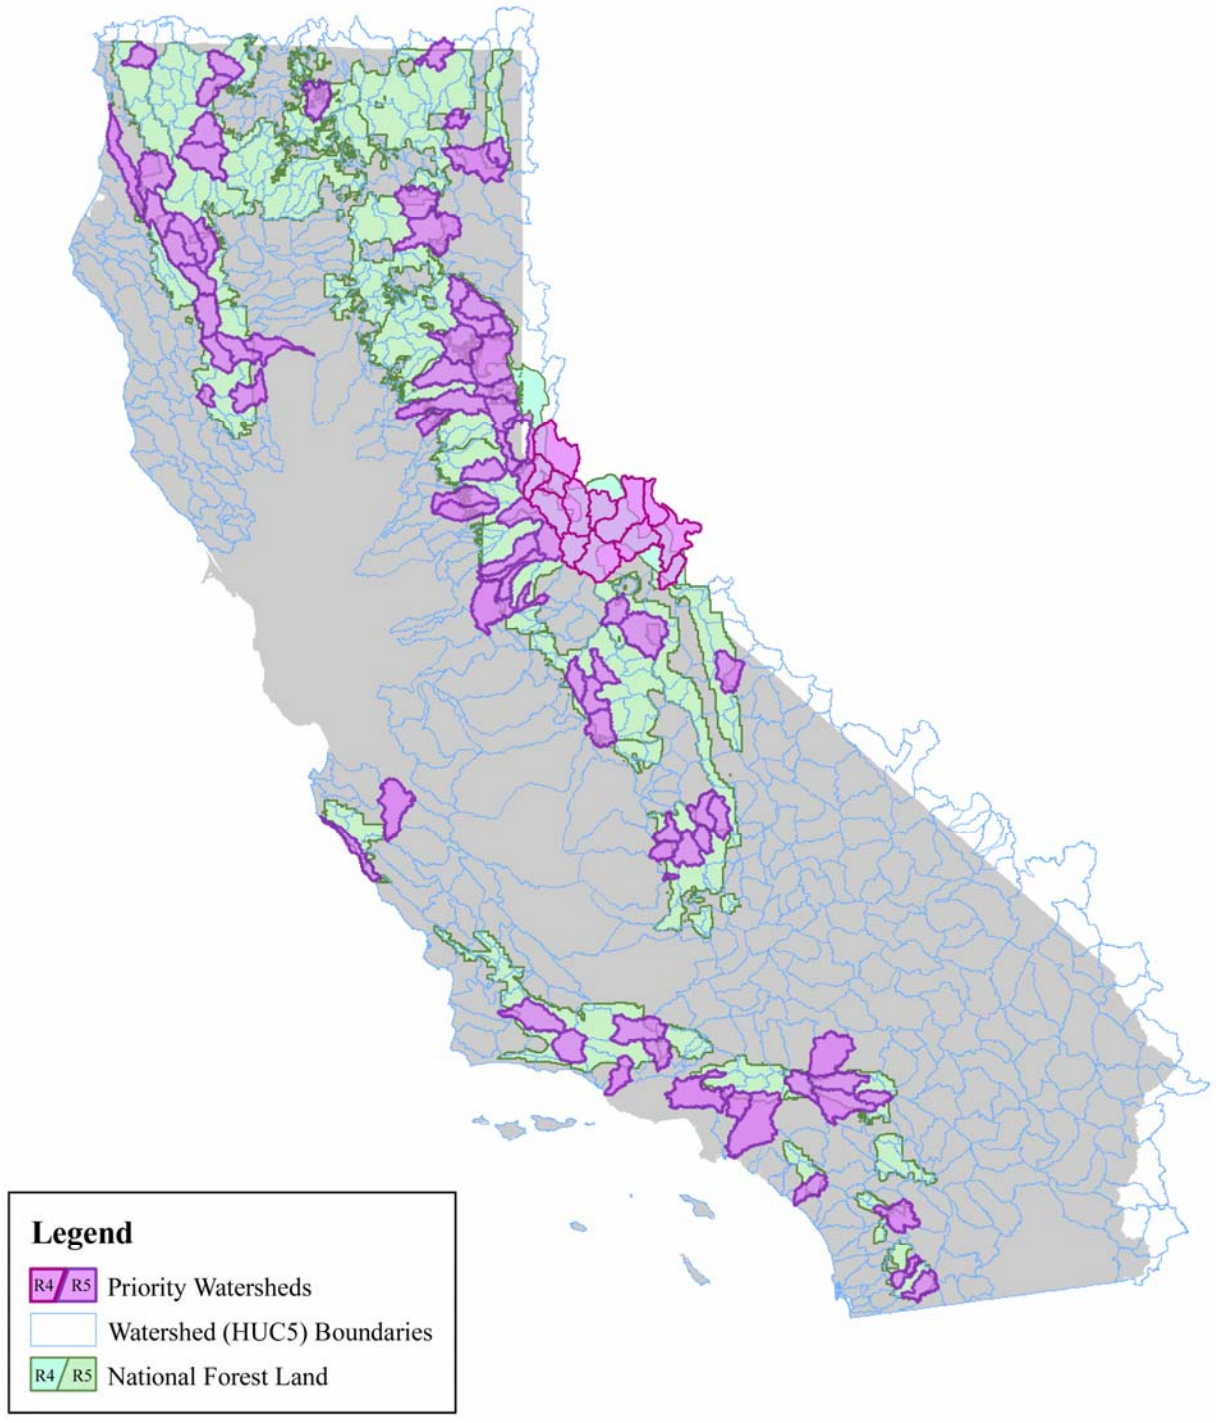 Legend
R4 R5 Priority Watersheds
Watershed (HUC5) Boundaries
R4 R5 National Forest Land